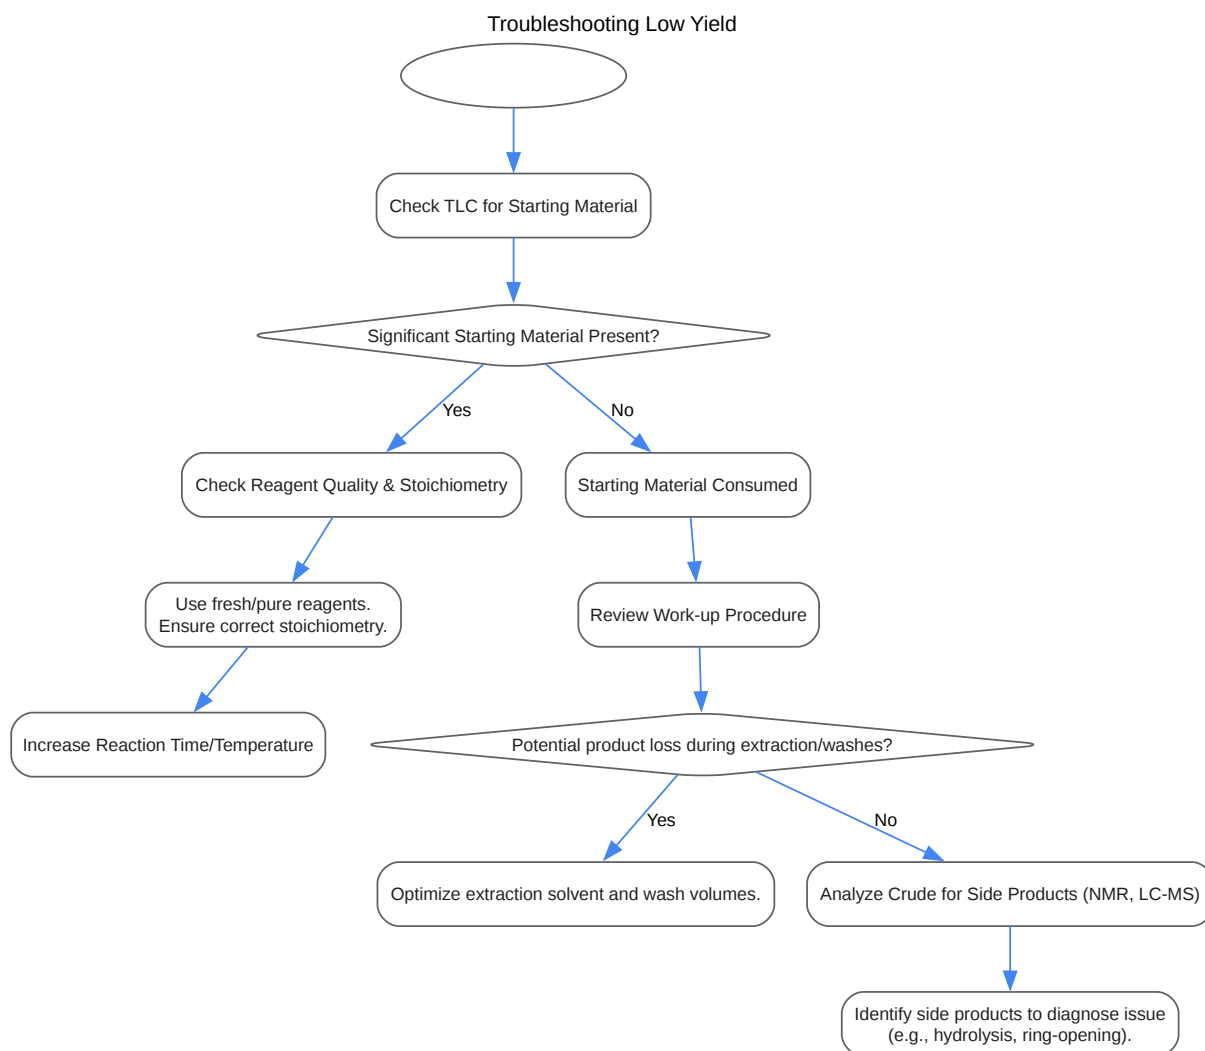 Troubleshooting Low Yield
Check TLC for Starting Material
Significant Starting Material Present?
Yes
No
Check Reagent Quality & Stoichiometry
Starting Material Consumed
Use fresh/pure reagents.
Ensure correct stoichiometry.
Review Work-up Procedure
Increase Reaction Time/Temperature
Potential product loss during extraction/washes?
Yes
No
Optimize extraction solvent and wash volumes.
Analyze Crude for Side Products (NMR, LC-MS)
Identify side products to diagnose issue
(e.g., hydrolysis, ring-opening).